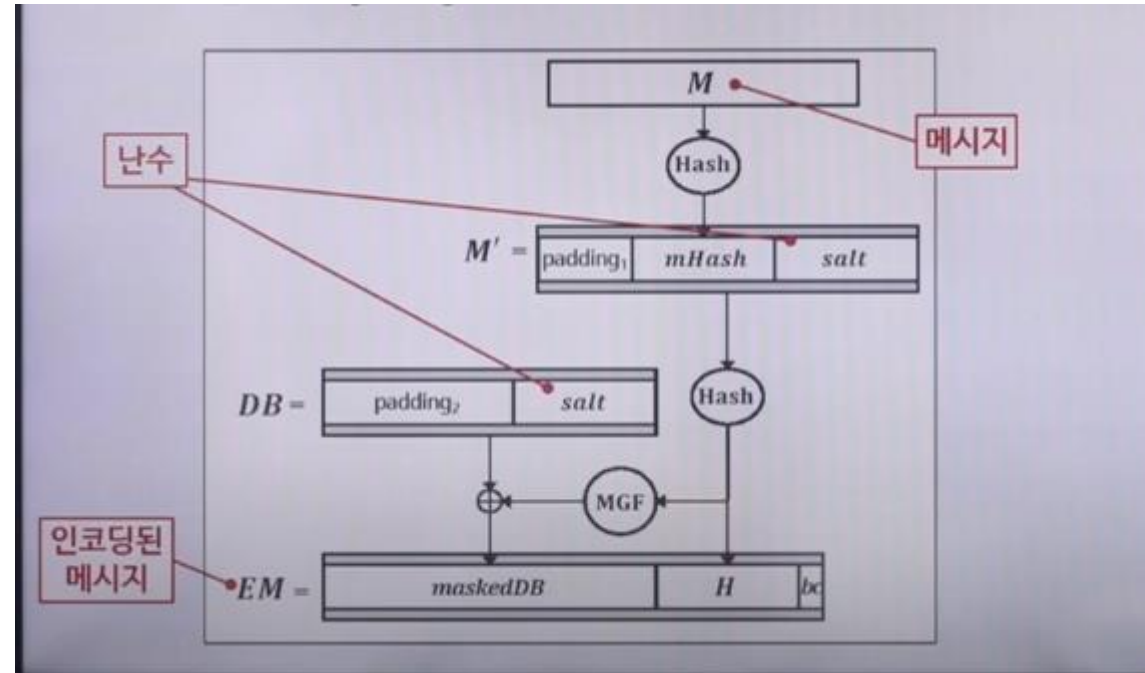 M
메시지
Hash
난수
M' = padding₁ mHash salt
DB = padding₂ salt
Hash
MGF
인코딩된
메시지
EM = maskedDB H bc